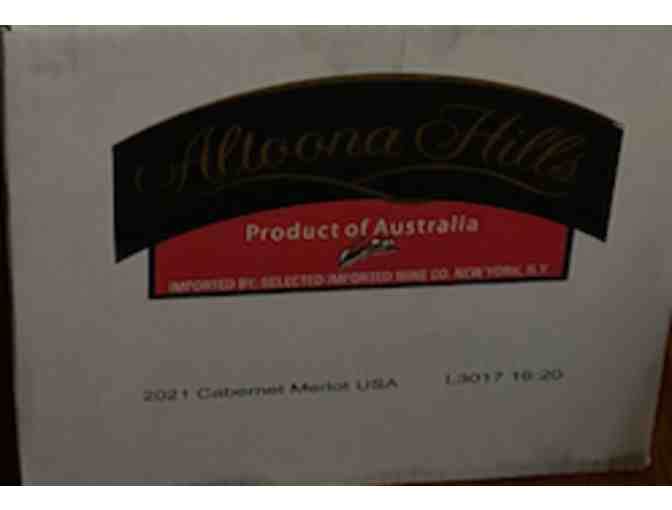 Altoona Hills
Product of Australia
IMPORTED BY: SELECTED IMPORTED WINE CO. NEW YORK, N.Y
2021 Cabernet Merlot USA L3017 16:20